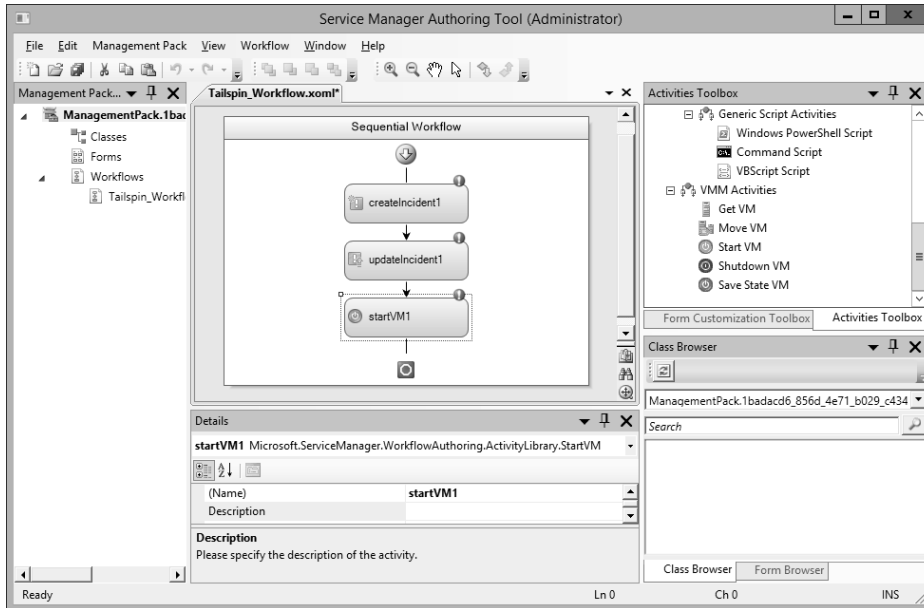 Service Manager Authoring Tool (Administrator)
File Edit Management Pack View Workflow Window Help
Management Pack...
ManagementPack.1bad
Classes
Forms
Workflows
Tailspin_Workfl
Tailspin_Workflow.xoml*
Sequential Workflow
createIncident1
updateIncident1
startVM1
Details
startVM1 Microsoft.ServiceManager.WorkflowAuthoring.ActivityLibrary.StartVM
(Name) startVM1
Description
Description
Please specify the description of the activity.
Activities Toolbox
Generic Script Activities
Windows PowerShell Script
Command Script
VBScript Script
VMM Activities
Get VM
Move VM
Start VM
Shutdown VM
Save State VM
Form Customization Toolbox Activities Toolbox
Class Browser
ManagementPack.1badacd6_856d_4e71_b029_c434
Search
Class Browser Form Browser
Ready Ln 0 Ch 0 INS